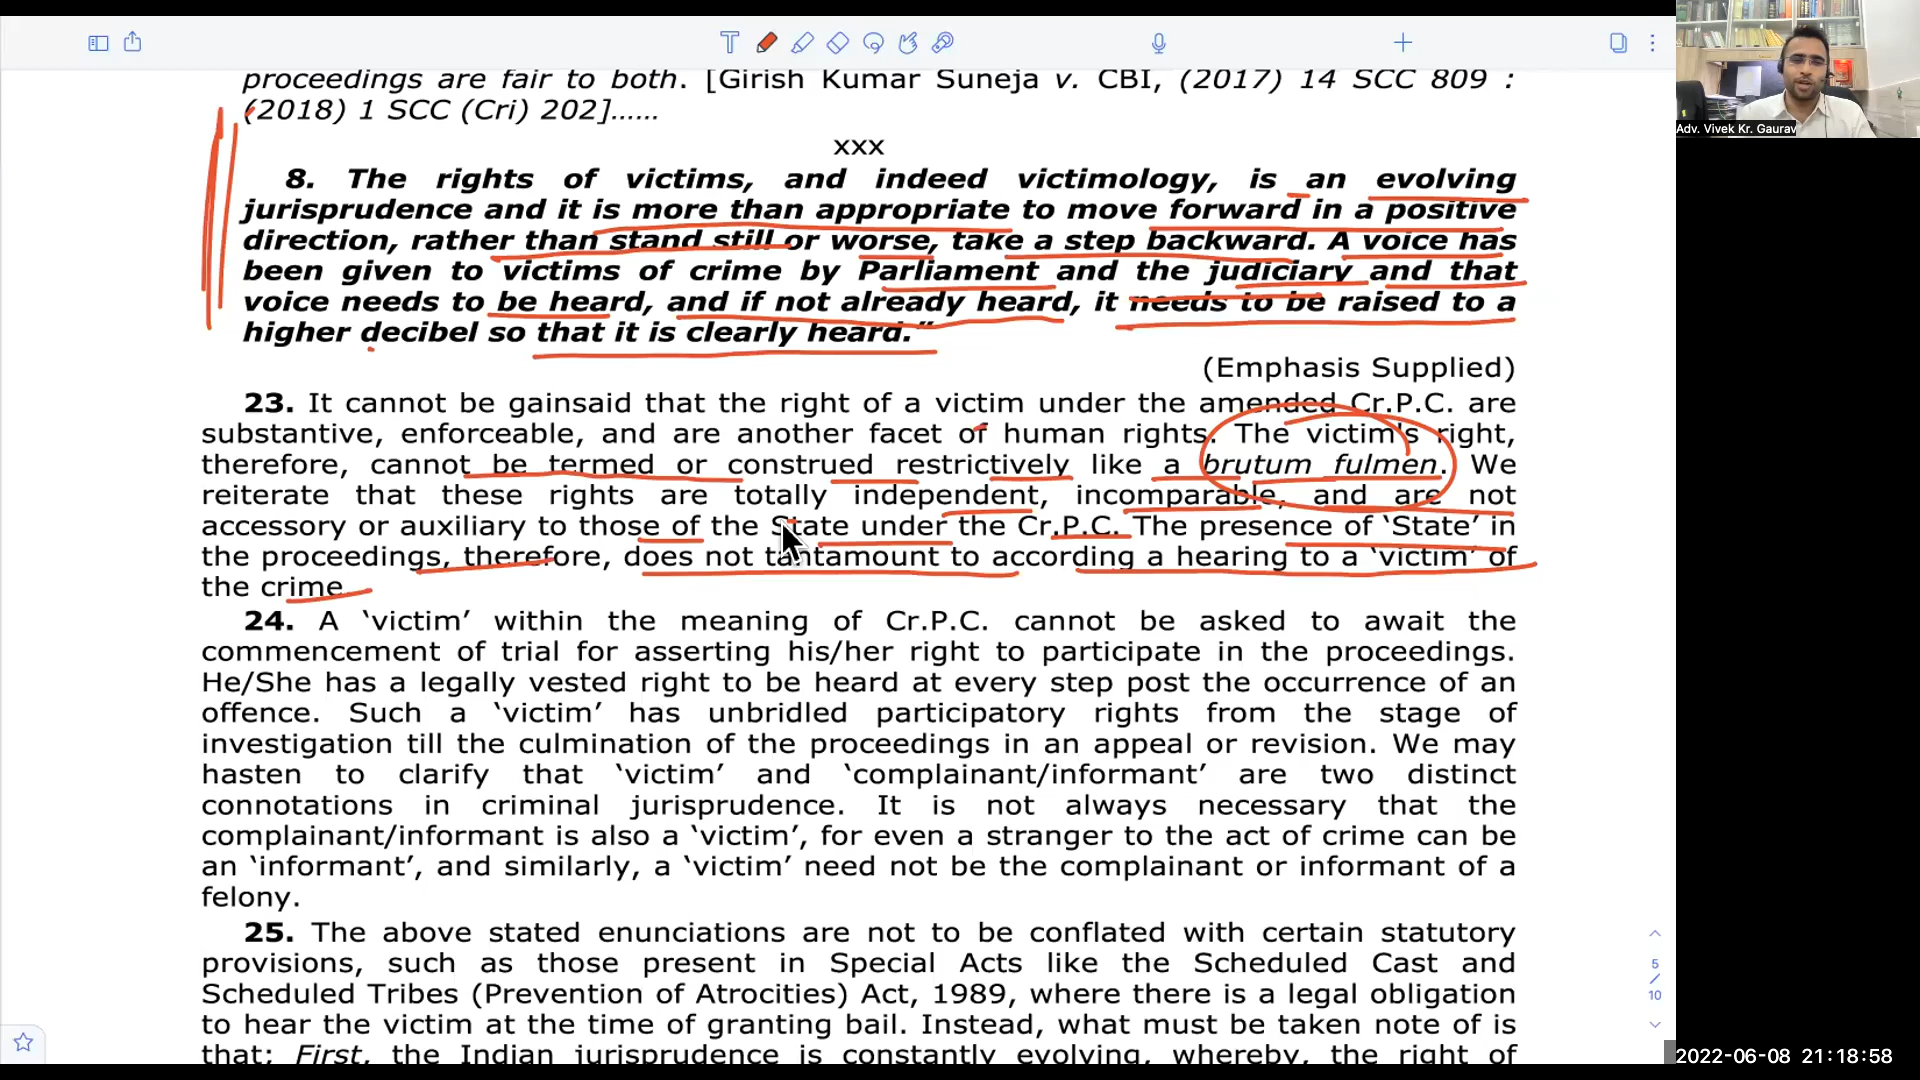 proceedings are fair to both. [Girish Kumar Suneja v. CBI, (2017) 14 SCC 809 :
(2018) 1 SCC (Cri) 202]......
xxx
8. The rights of victims, and indeed victimology, is an evolving
jurisprudence and it is more than appropriate to move forward in a positive
direction, rather than stand still or worse, take a step backward. A voice has
been given to victims of crime by Parliament and the judiciary and that
voice needs to be heard, and if not already heard, it needs to be raised to a
higher decibel so that it is clearly heard."
(Emphasis Supplied)
23. It cannot be gainsaid that the right of a victim under the amended Cr.P.C. are
substantive, enforceable, and are another facet of human rights. The victim's right,
therefore, cannot be termed or construed restrictively like a brutum fulmen. We
reiterate that these rights are totally independent, incomparable, and are not
accessory or auxiliary to those of the State under the Cr.P.C. The presence of ‘State’ in
the proceedings, therefore, does not tantamount to according a hearing to a ‘victim’ of
the crime.
24. A ‘victim’ within the meaning of Cr.P.C. cannot be asked to await the
commencement of trial for asserting his/her right to participate in the proceedings.
He/She has a legally vested right to be heard at every step post the occurrence of an
offence. Such a ‘victim’ has unbridled participatory rights from the stage of
investigation till the culmination of the proceedings in an appeal or revision. We may
hasten to clarify that ‘victim’ and ‘complainant/informant’ are two distinct
connotations in criminal jurisprudence. It is not always necessary that the
complainant/informant is also a ‘victim’, for even a stranger to the act of crime can be
an ‘informant’, and similarly, a ‘victim’ need not be the complainant or informant of a
felony.
25. The above stated enunciations are not to be conflated with certain statutory
provisions, such as those present in Special Acts like the Scheduled Cast and
Scheduled Tribes (Prevention of Atrocities) Act, 1989, where there is a legal obligation
to hear the victim at the time of granting bail. Instead, what must be taken note of is
that; First, the Indian jurisprudence is constantly evolving, whereby, the right of
5
/
10
Adv. Vivek Kr. Gaurav
2022-06-08 21:18:58